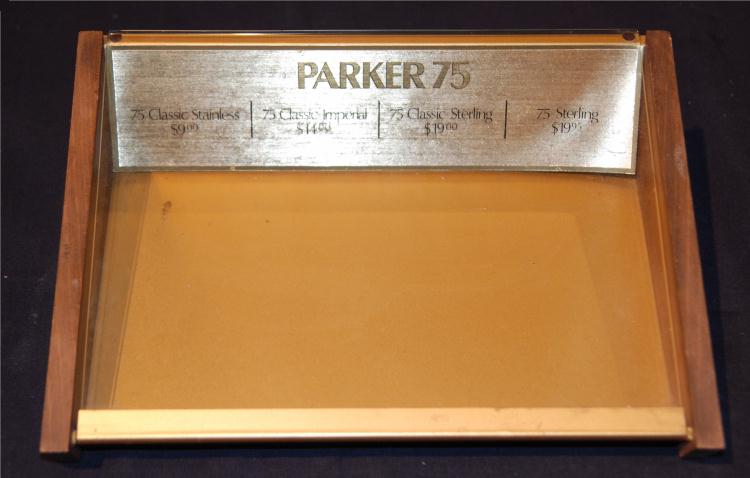 PARKER 75
75 Classic Stainless 75 Classic Imperial 75 Classic Sterling 75 Sterling
$9.00 $14.00 $19.00 $19.95